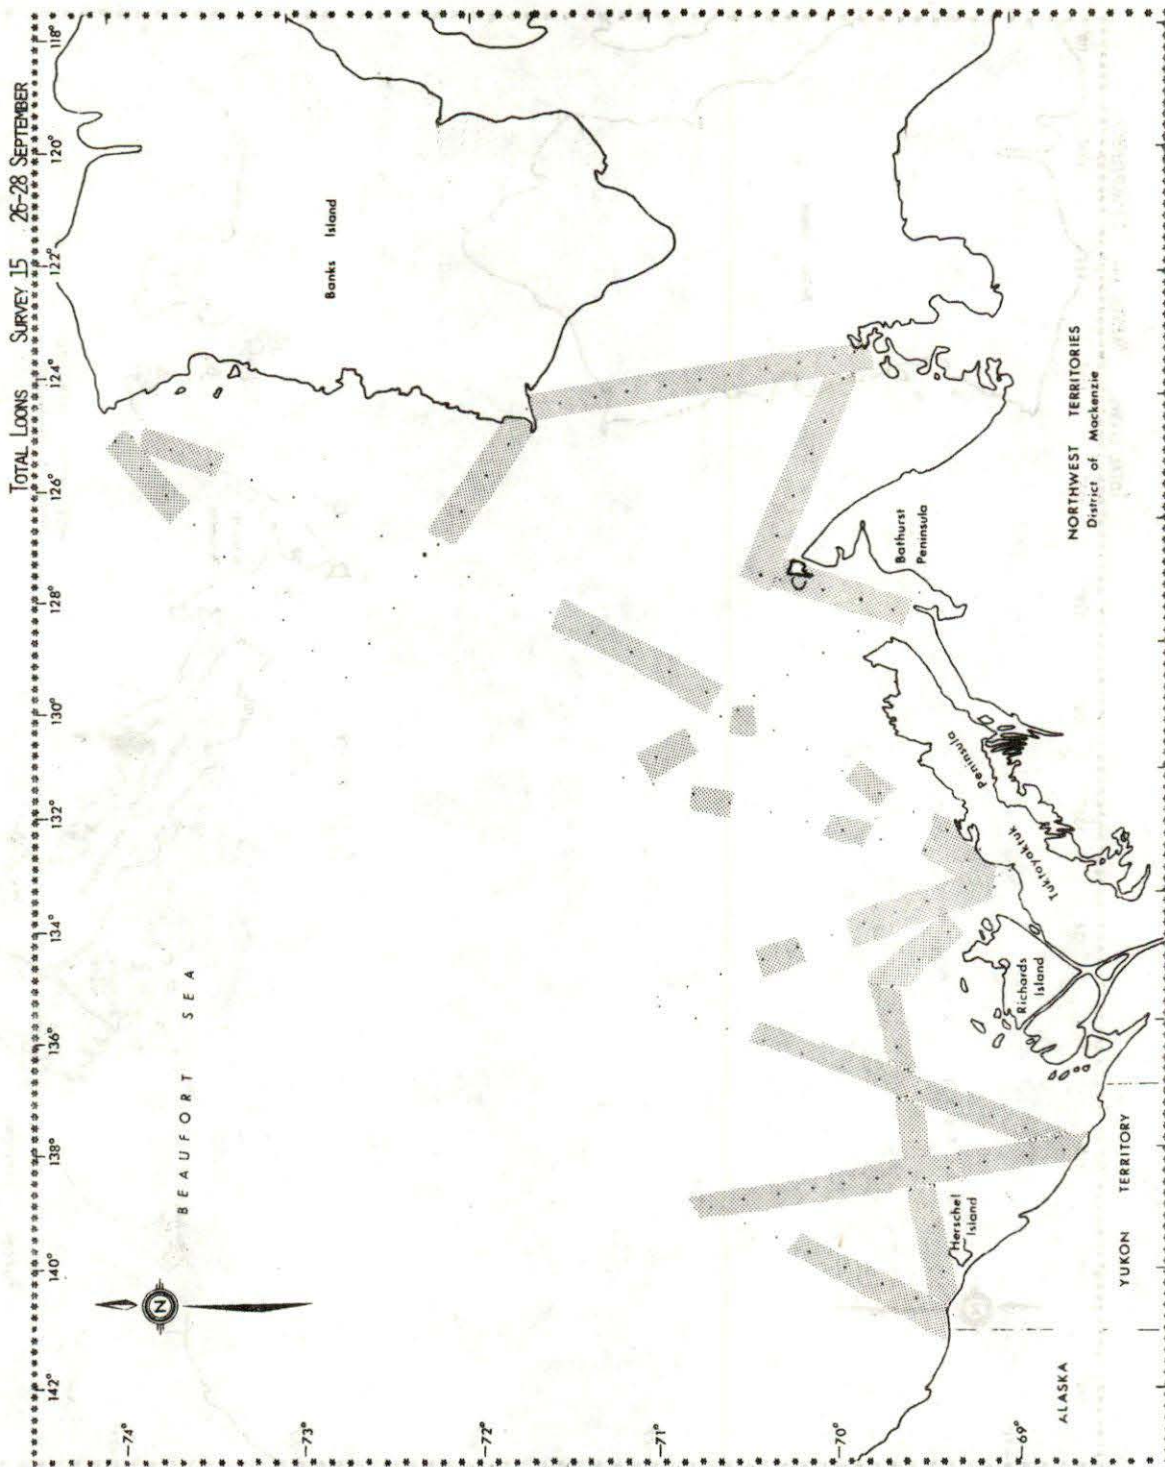 TOTAL LOONS SURVEY 15 26-28 SEPTEMBER
142° 140° 138° 136° 134° 132° 130° 128° 126° 124° 122° 120° 118°
74°
73°
72°
71°
70°
69°
BEAUFORT SEA
N
Banks Island
Bathurst
Peninsula
NORTHWEST TERRITORIES
District of Mackenzie
Tuktoyaktuk Peninsula
Richards
Island
Herschel
Island
YUKON TERRITORY
ALASKA